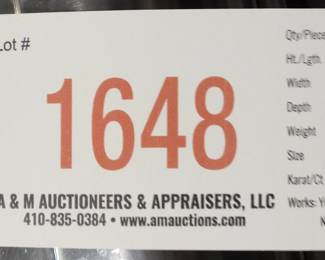 Lot #
1648
A & M AUCTIONEERS & APPRAISERS, LLC
410-835-0384 • www.amauctions.com
Qty/Piece
Ht./Lgth.
Width
Depth
Weight
Size
Karat/Ct
Works: Y
N